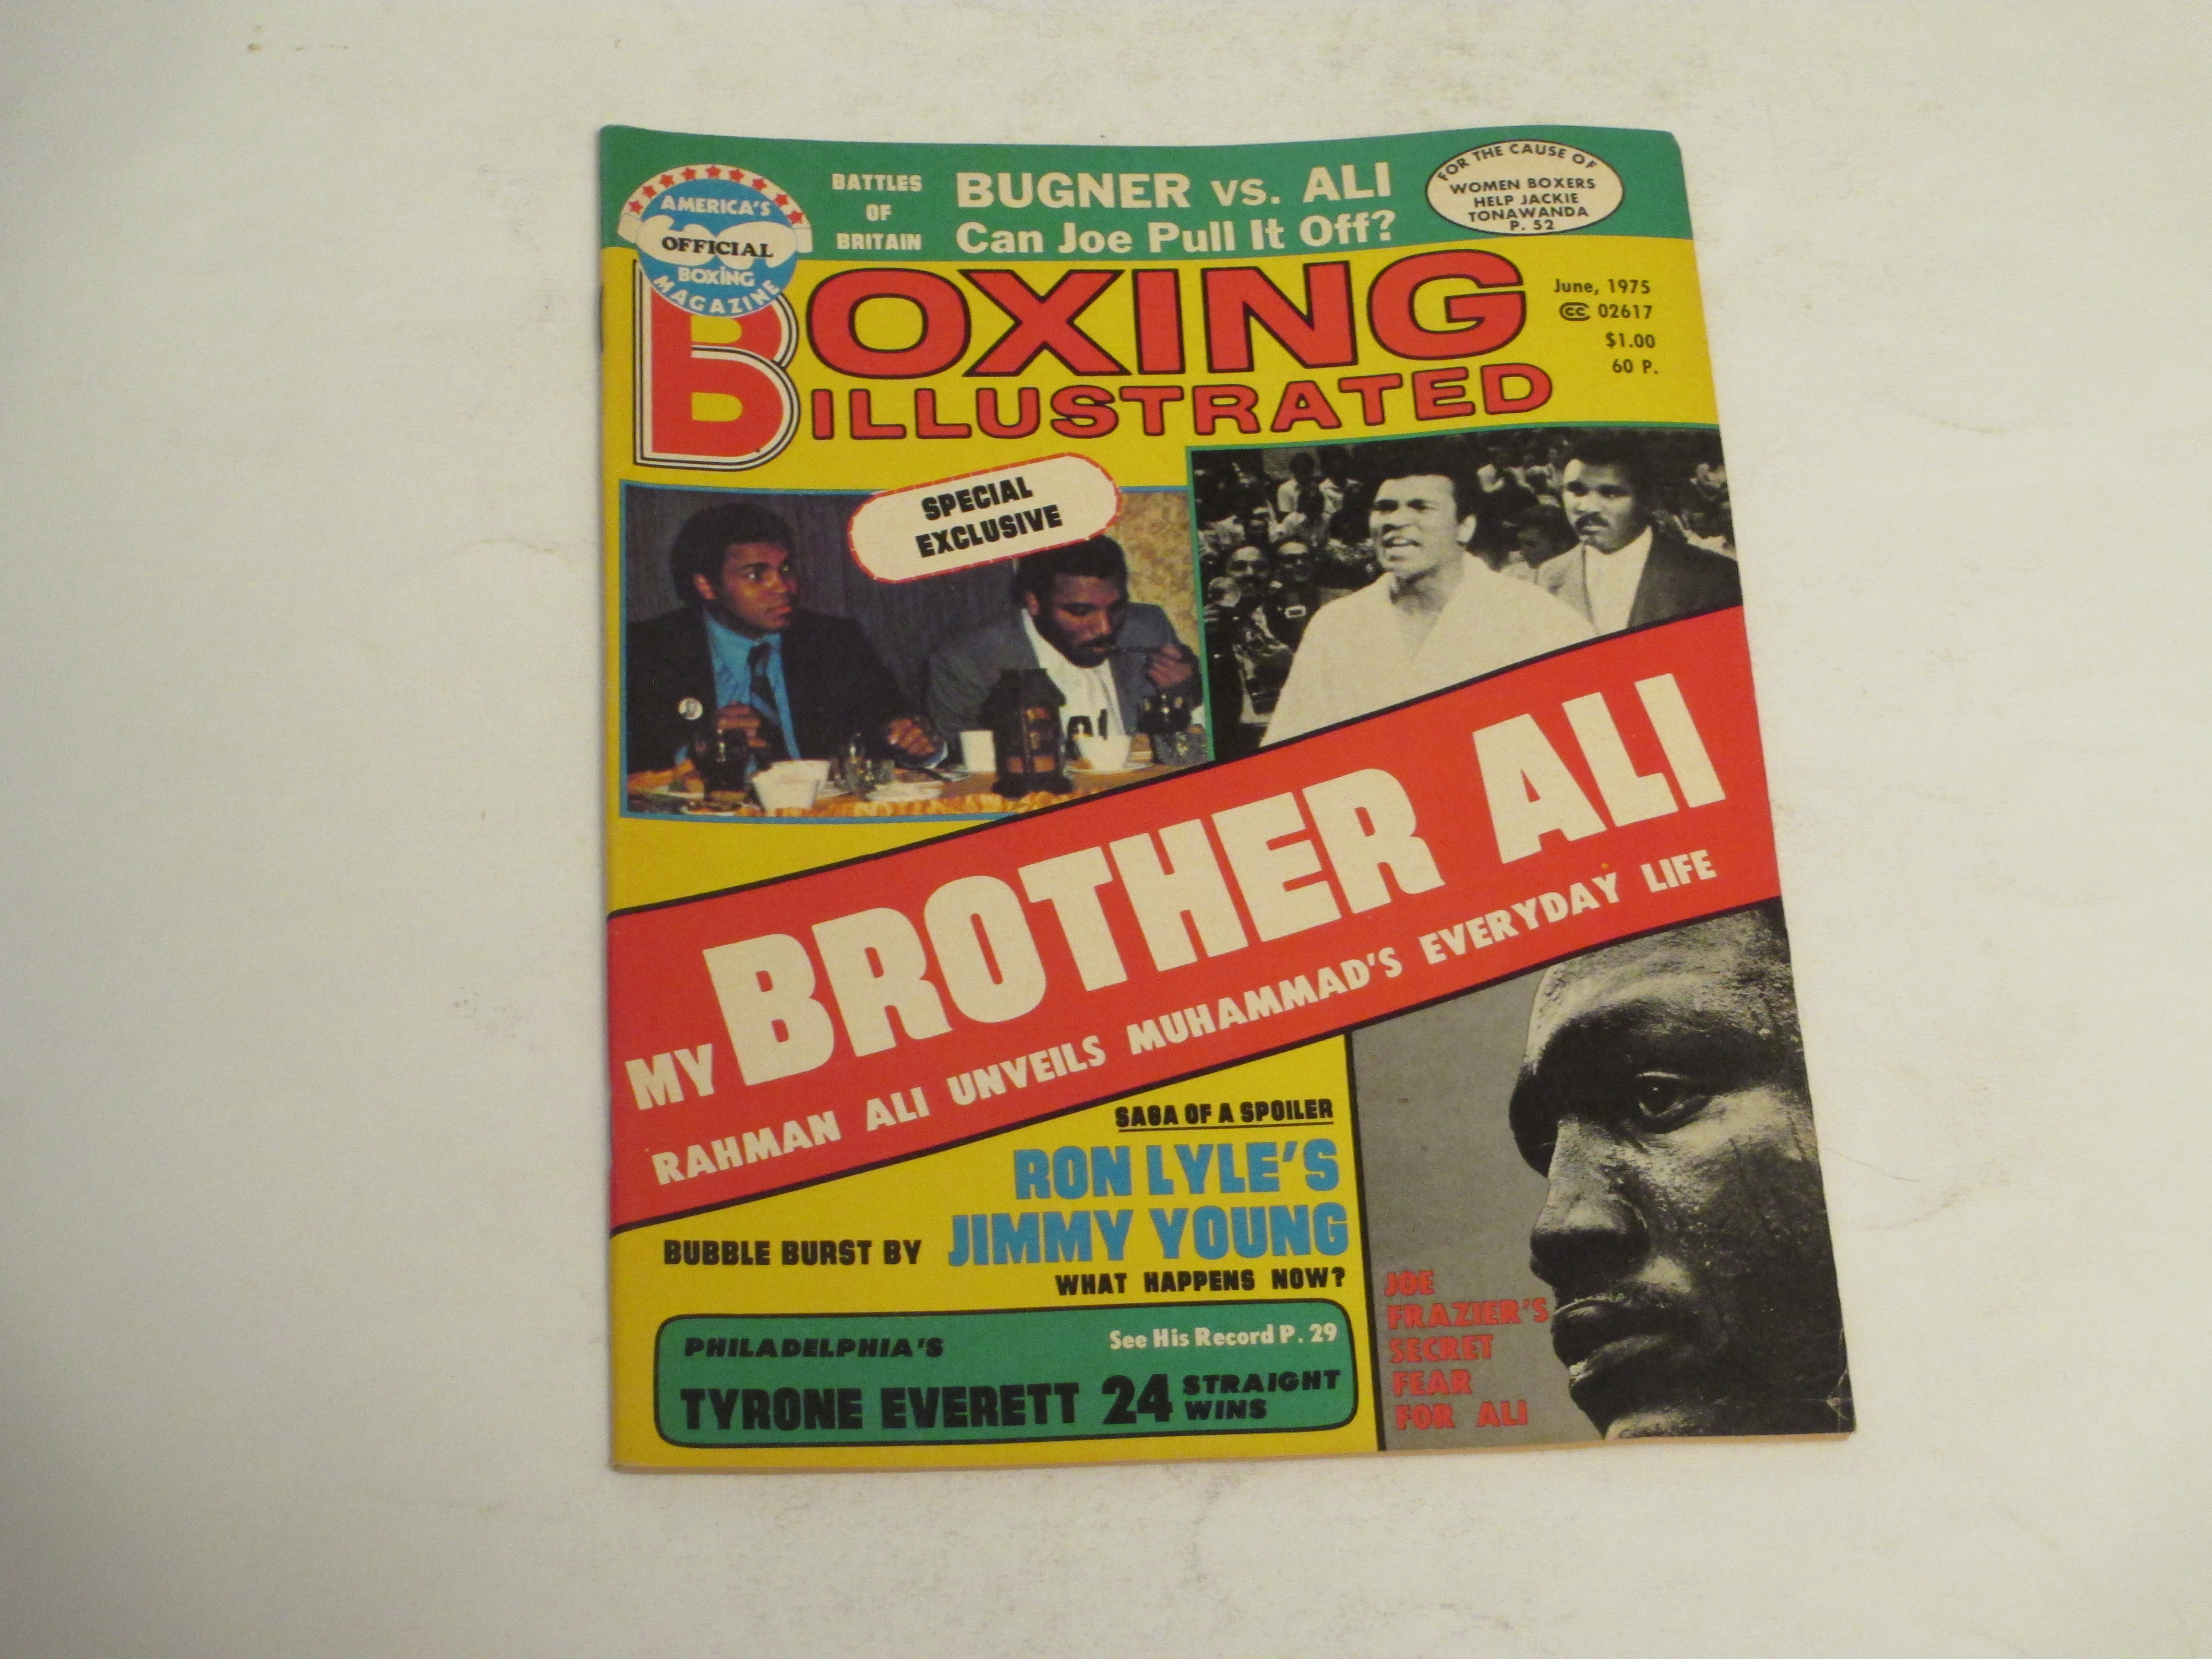 AMERICA'S
OFFICIAL
BOXING
MAGAZINE
BATTLES
OF
BRITAIN
BUGNER VS. ALI
Can Joe Pull It Off?
FOR THE CAUSE OF
WOMEN BOXERS
HELP JACKIE
TONAWANDA
P. 52
BOXING
ILLUSTRATED
June, 1975
CC 02617
$1.00
60 P.
SPECIAL
EXCLUSIVE
MY BROTHER ALI
RAHMAN ALI UNVEILS MUHAMMAD'S EVERYDAY LIFE
SAGA OF A SPOILER
RON LYLE'S
BUBBLE BURST BY JIMMY YOUNG
WHAT HAPPENS NOW?
PHILADELPHIA'S
See His Record P. 29
TYRONE EVERETT 24 STRAIGHT
WINS
JOE
FRAZIER'S
SECRET
FEAR
FOR ALI